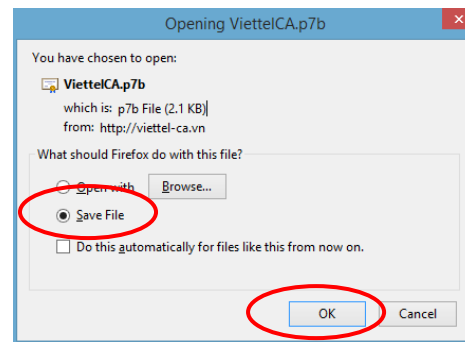 Opening ViettelCA.p7b
You have chosen to open:
ViettelCA.p7b
which is: p7b File (2.1 KB)
from: http://viettel-ca.vn
What should Firefox do with this file?
Open with Browse...
Save File
Do this automatically for files like this from now on.
OK Cancel